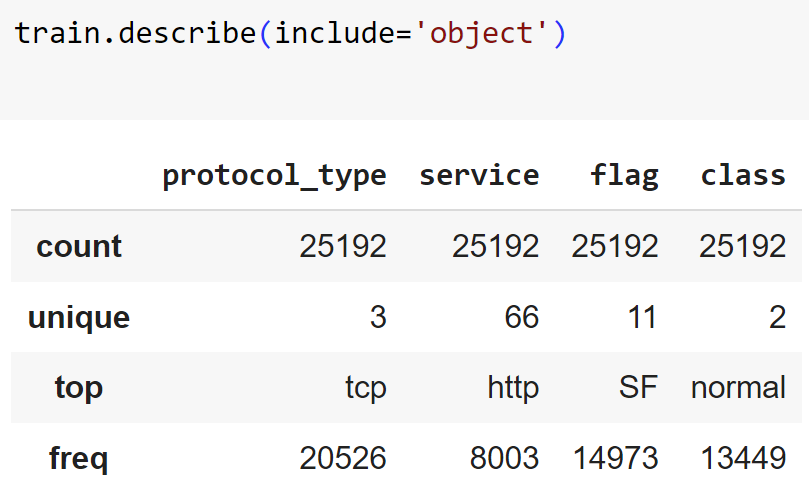 train.describe(include='object')
protocol_type service flag class
count 25192 25192 25192 25192
unique 3 66 11 2
top tcp http SF normal
freq 20526 8003 14973 13449